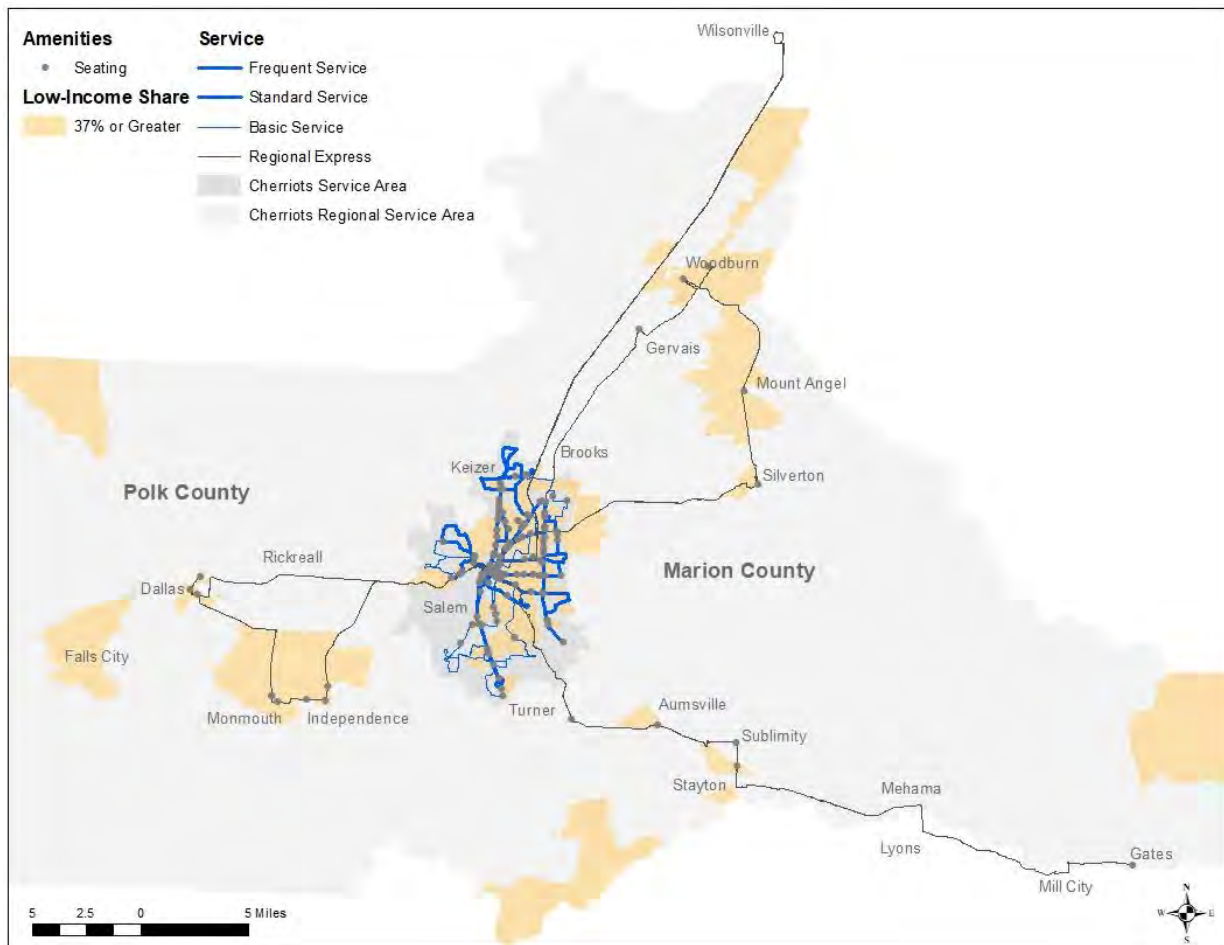 Amenities
Seating
Low-Income Share
37% or Greater
Service
Frequent Service
Standard Service
Basic Service
Regional Express
Cherriots Service Area
Cherriots Regional Service Area
Wilsonville
Woodburn
Gervais
Mount Angel
Brooks
Keizer
Silverton
Polk County
Rickreall
Marion County
Dallas
Salem
Falls City
Monmouth
Independence
Turner
Aumsville
Sublimity
Stayton
Mehama
Lyons
Gates
Mill City
5 2.5 0 5 Miles
N
W E
S